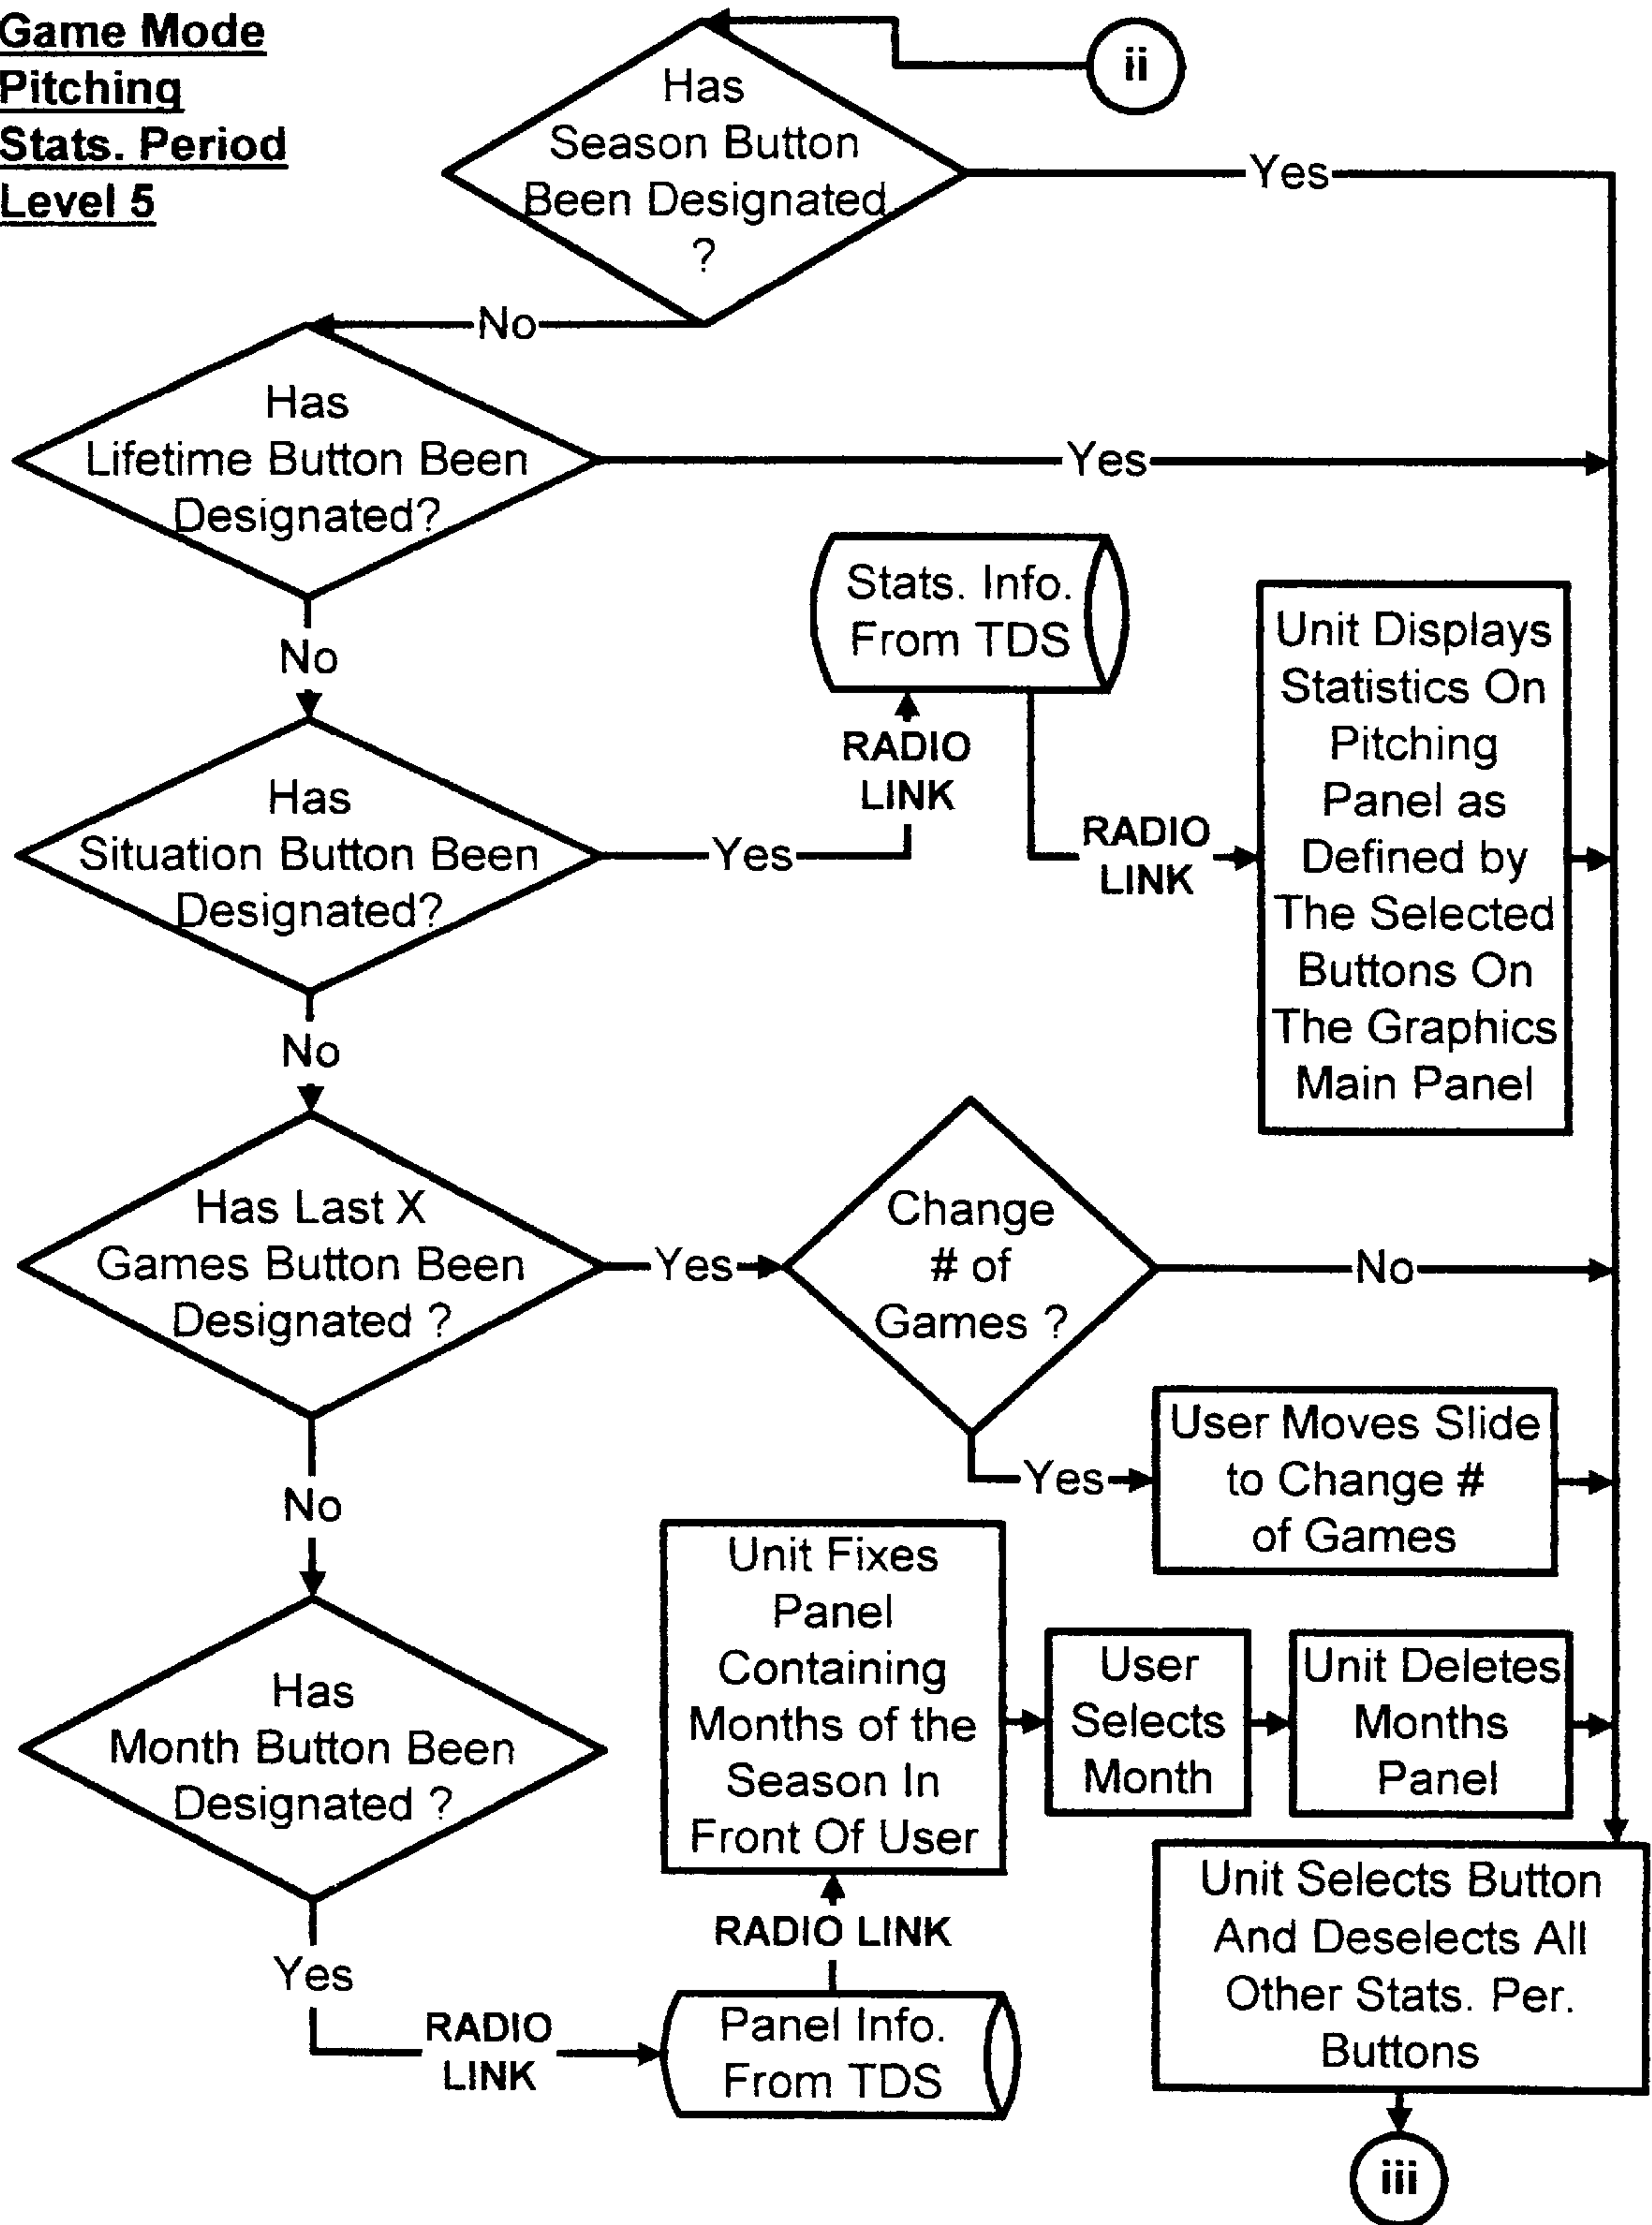 Game Mode
Pitching
Stats. Period
Level 5
ii
Has
Season Button
Been Designated
?
Yes
No
Has
Lifetime Button Been
Designated?
Yes
No
Stats. Info.
From TDS
Unit Displays
Statistics On
Pitching
Panel as
Defined by
The Selected
Buttons On
The Graphics
Main Panel
RADIO
LINK
RADIO
LINK
Has
Situation Button Been
Designated?
Yes
No
Has Last X
Games Button Been
Designated ?
Yes
Change
# of
Games ?
No
Yes
User Moves Slide
to Change #
of Games
No
Unit Fixes
Panel
Containing
Months of the
Season In
Front Of User
User
Selects
Month
Unit Deletes
Months
Panel
Has
Month Button Been
Designated ?
Yes
RADIO
LINK
Panel Info.
From TDS
RADIO LINK
Unit Selects Button
And Deselects All
Other Stats. Per.
Buttons
iii